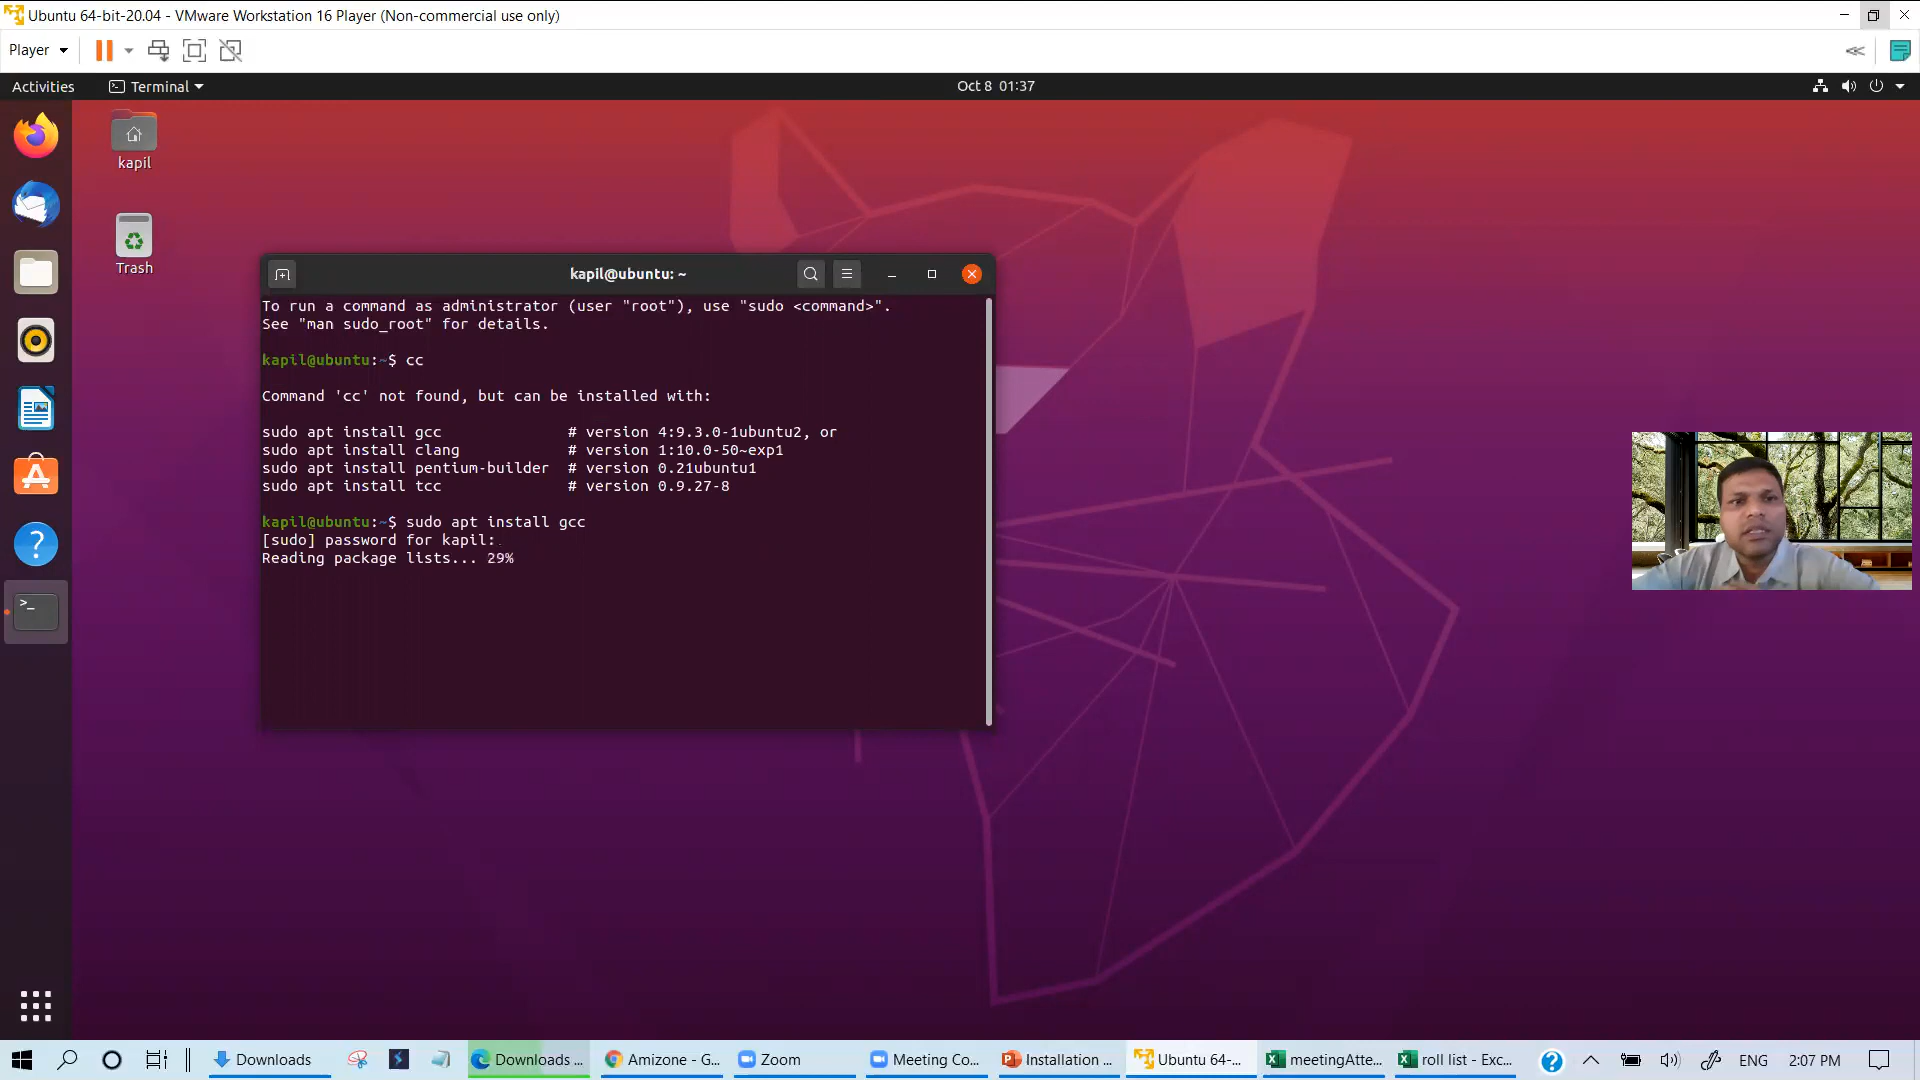 Ubuntu 64-bit-20.04 - VMware Workstation 16 Player (Non-commercial use only)
Player
Activities
Terminal
Oct 8 01:37
kapil
Trash
kapil@ubuntu: ~
To run a command as administrator (user "root"), use "sudo <command>".
See "man sudo_root" for details.
kapil@ubuntu:~$ cc
Command 'cc' not found, but can be installed with:
sudo apt install gcc # version 4:9.3.0-1ubuntu2, or
sudo apt install clang # version 1:10.0-50~exp1
sudo apt install pentium-builder # version 0.21ubuntu1
sudo apt install tcc # version 0.9.27-8
kapil@ubuntu:~$ sudo apt install gcc
[sudo] password for kapil:
Reading package lists... 29%
Downloads
Downloads ...
Amizone - G...
Zoom
Meeting Co...
Installation ...
Ubuntu 64-...
meetingAtte...
roll list - Exc...
ENG
2:07 PM